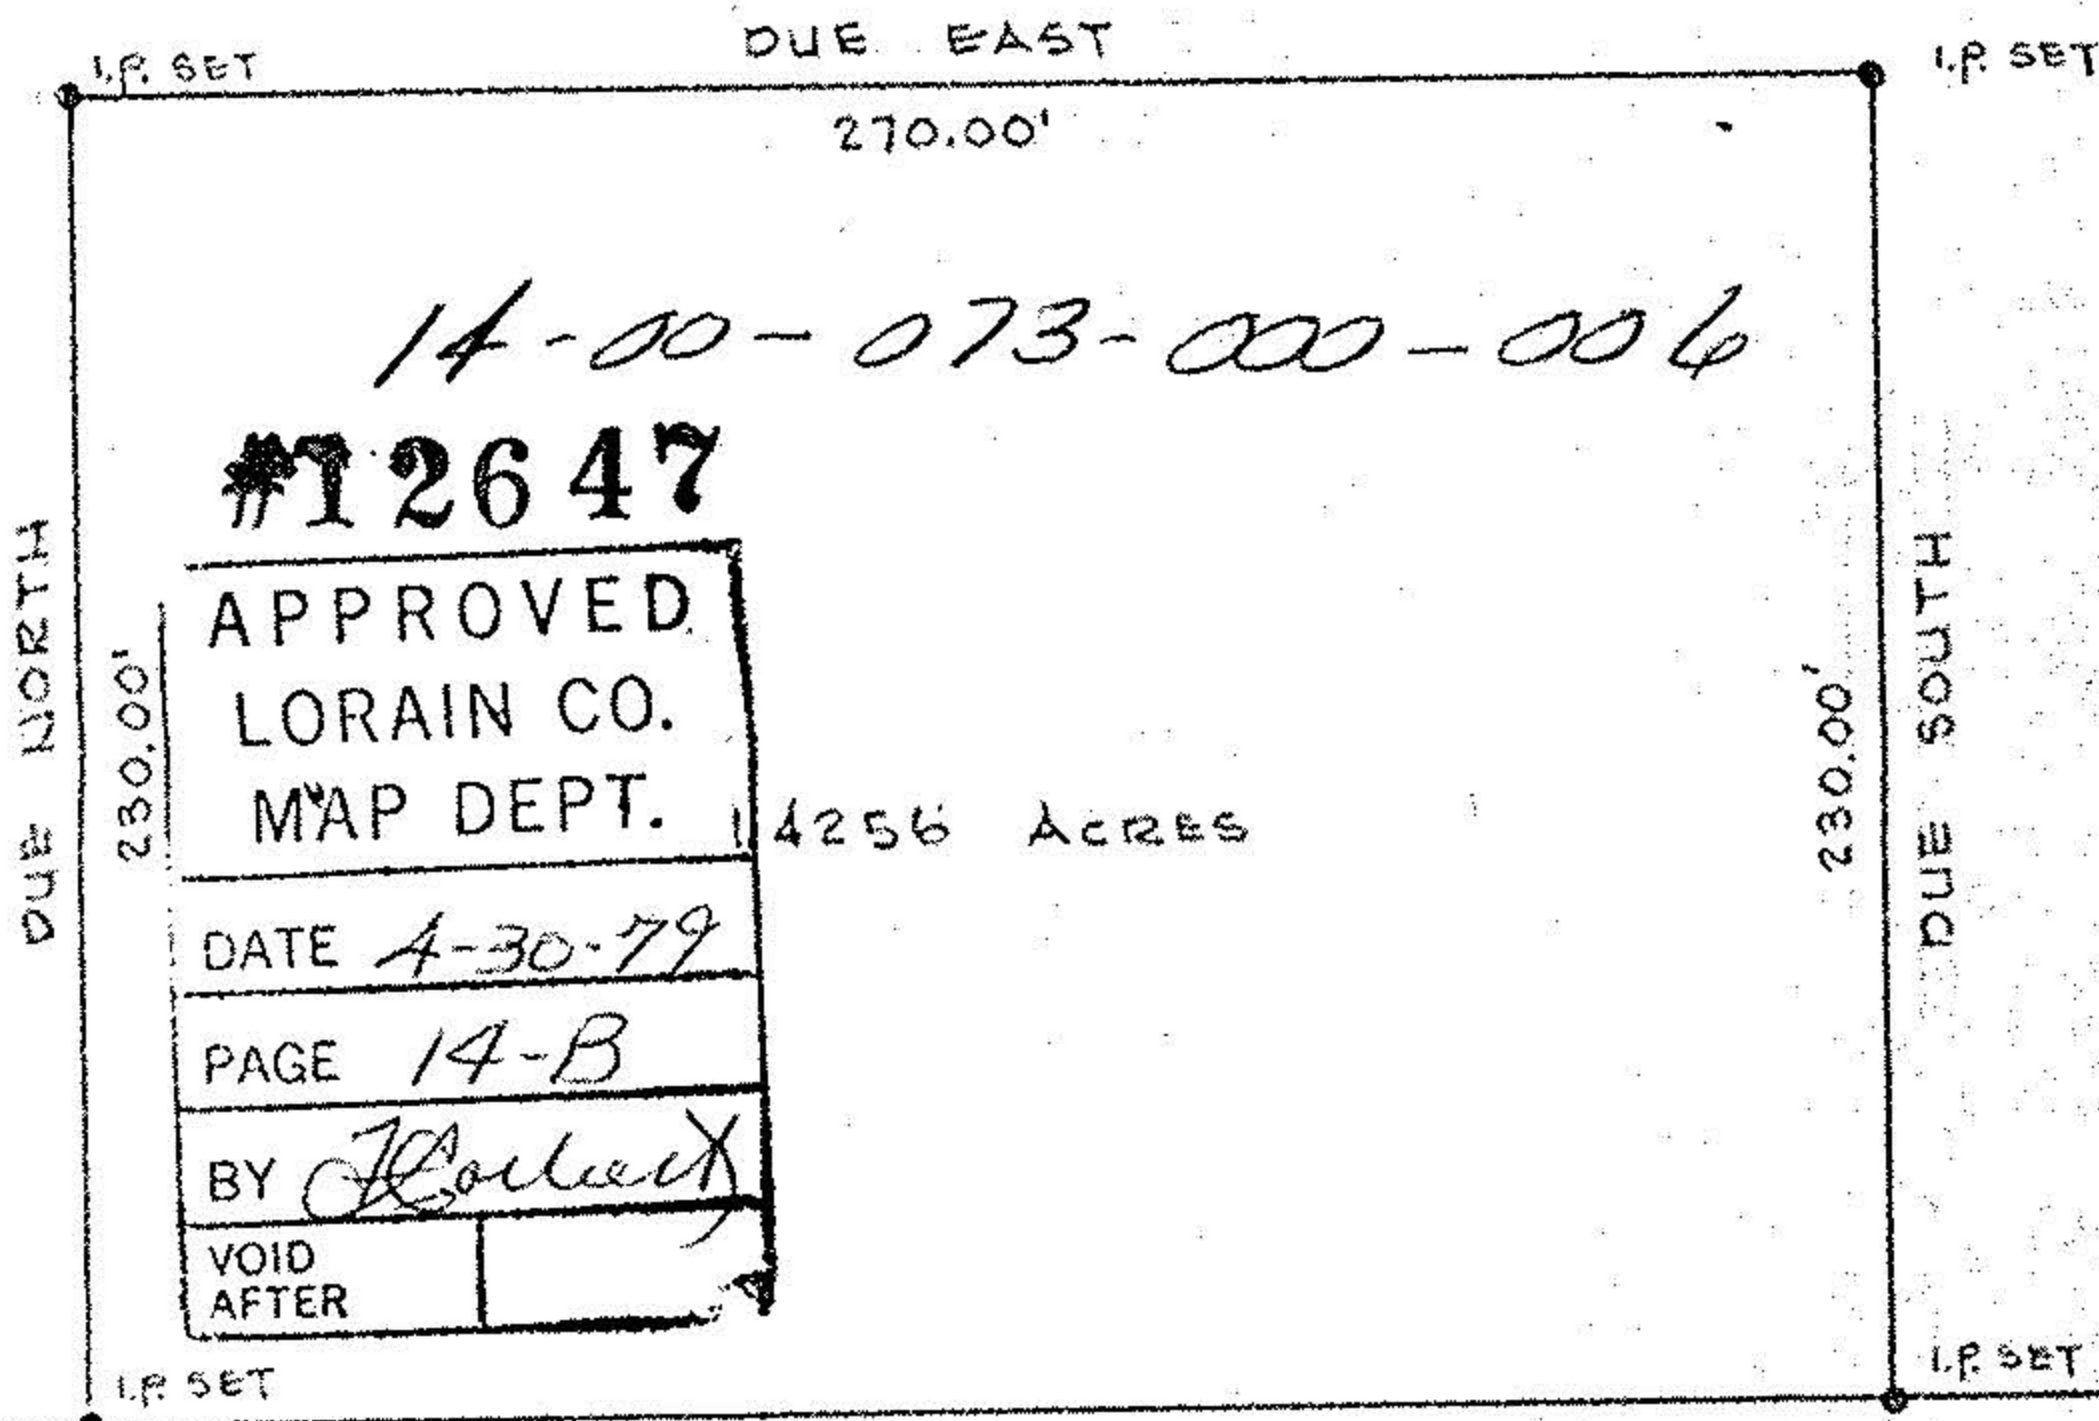 DUE EAST
I.P. SET
I.P. SET
270.00'
14-00-073-000-006
#12647
APPROVED
LORAIN CO.
MAP DEPT.
DUE NORTH
230.00'
1.4256 ACRES
230.00'
DUE SOUTH
DATE 4-30-79
PAGE 14-B
BY
VOID
AFTER
I.P. SET
I.P. SET